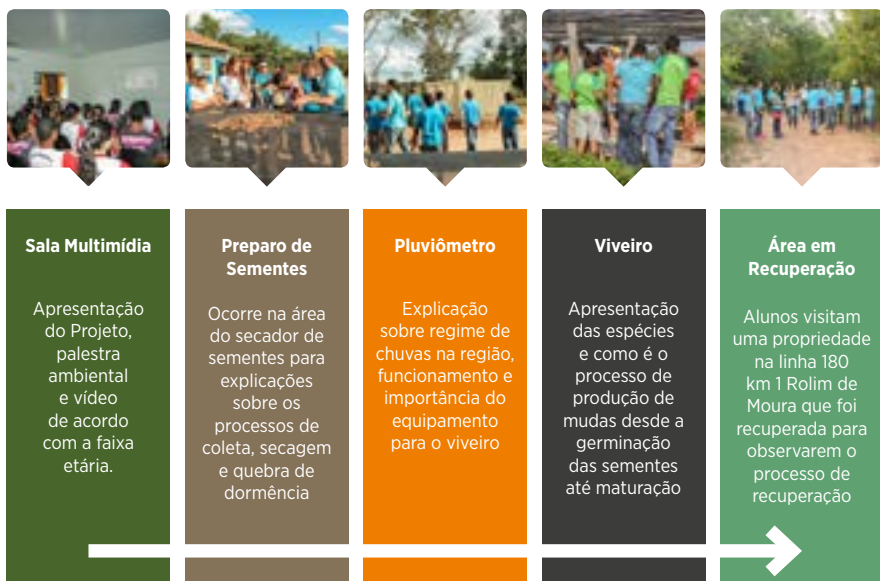 Sala Multimídia
Apresentação
do Projeto,
palestra
ambiental
e vídeo
de acordo
com a faixa
etária.
Preparo de
Sementes
Ocorre na área
do secador de
sementes para
explicações
sobre os
processos de
coleta, secagem
e quebra de
dormência
Pluviômetro
Explicação
sobre regime de
chuvas na região,
funcionamento e
importância do
equipamento
para o viveiro
Viveiro
Apresentação
das espécies
e como é o
processo de
produção de
mudas desde a
germinação
das sementes
até maturação
Área em
Recuperação
Alunos visitam
uma propriedade
na linha 180
km 1 Rolim de
Moura que foi
recuperada para
observarem o
processo de
recuperação